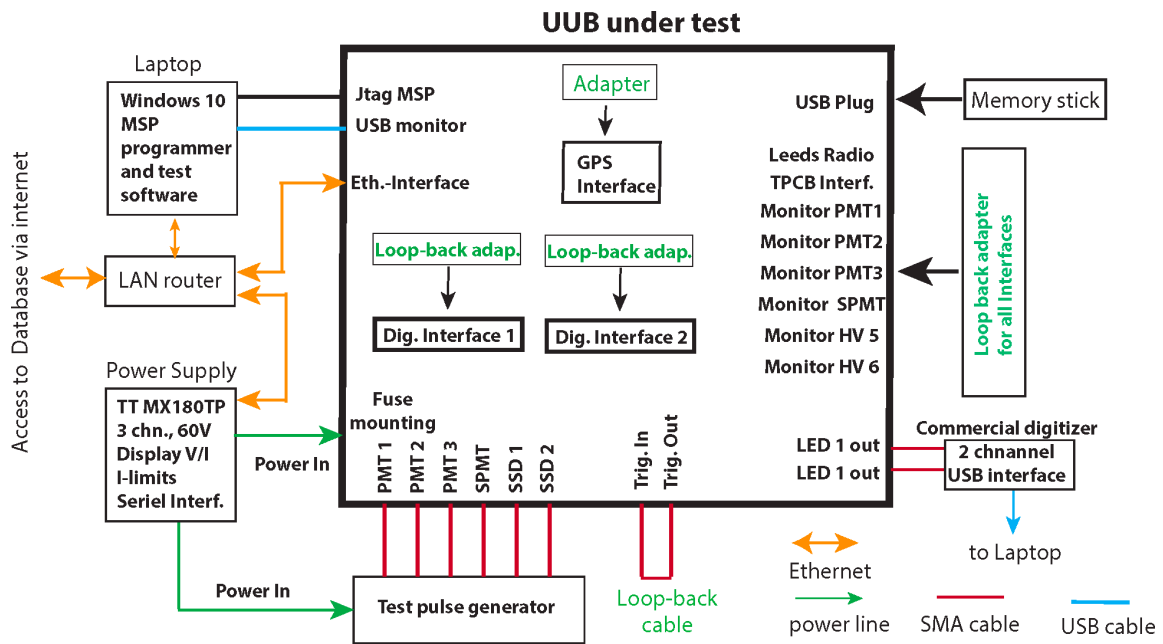 UUB under test
Laptop
Windows 10
MSP
programmer
and test
software
Jtag MSP
USB monitor
Eth.-Interface
Adapter
GPS
Interface
USB Plug
Memory stick
Leeds Radio
TPCB Interf.
Monitor PMT1
Monitor PMT2
Monitor PMT3
Monitor SPMT
Monitor HV 5
Monitor HV 6
Loop back adapter
for all Interfaces
Access to Database via internet
LAN router
Loop-back adap.
Loop-back adap.
Dig. Interface 1
Dig. Interface 2
Power Supply
TT MX180TP
3 chn., 60V
Display V/I
I-limits
Seriel Interf.
Fuse
mounting
Power In
PMT 1
PMT 2
PMT 3
SPMT
SSD 1
SSD 2
Trig. In
Trig. Out
LED 1 out
LED 1 out
Commercial digitizer
2 chnannel
USB interface
to Laptop
Power In
Test pulse generator
Loop-back
cable
Ethernet
power line
SMA cable
USB cable